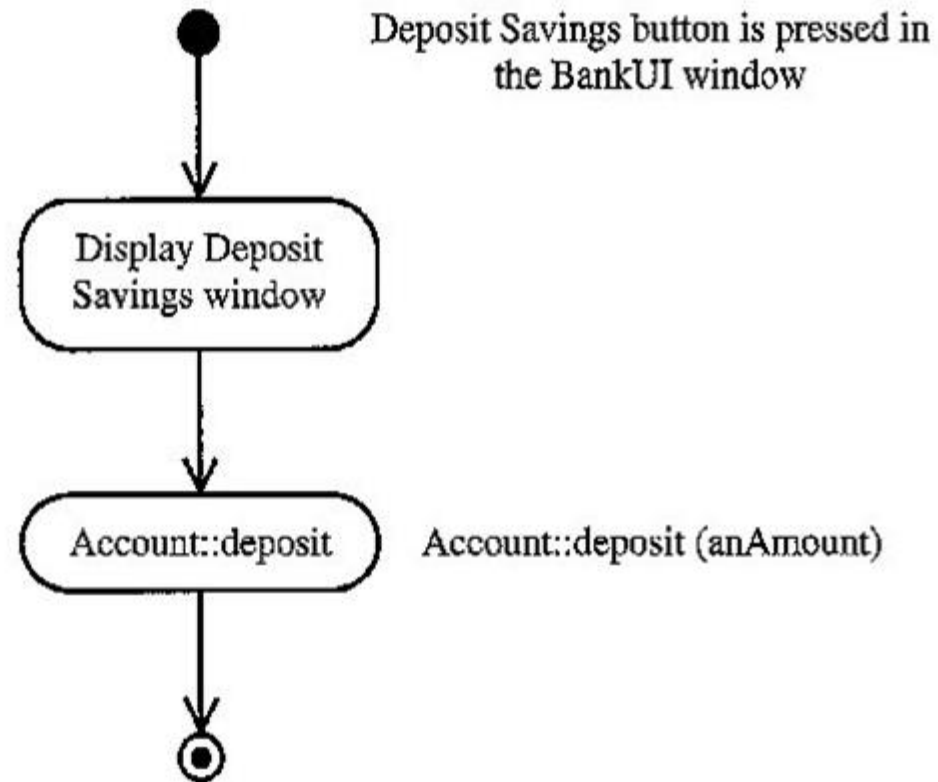 Deposit Savings button is pressed in
the BankUI window
Display Deposit
Savings window
Account::deposit
Account::deposit (anAmount)